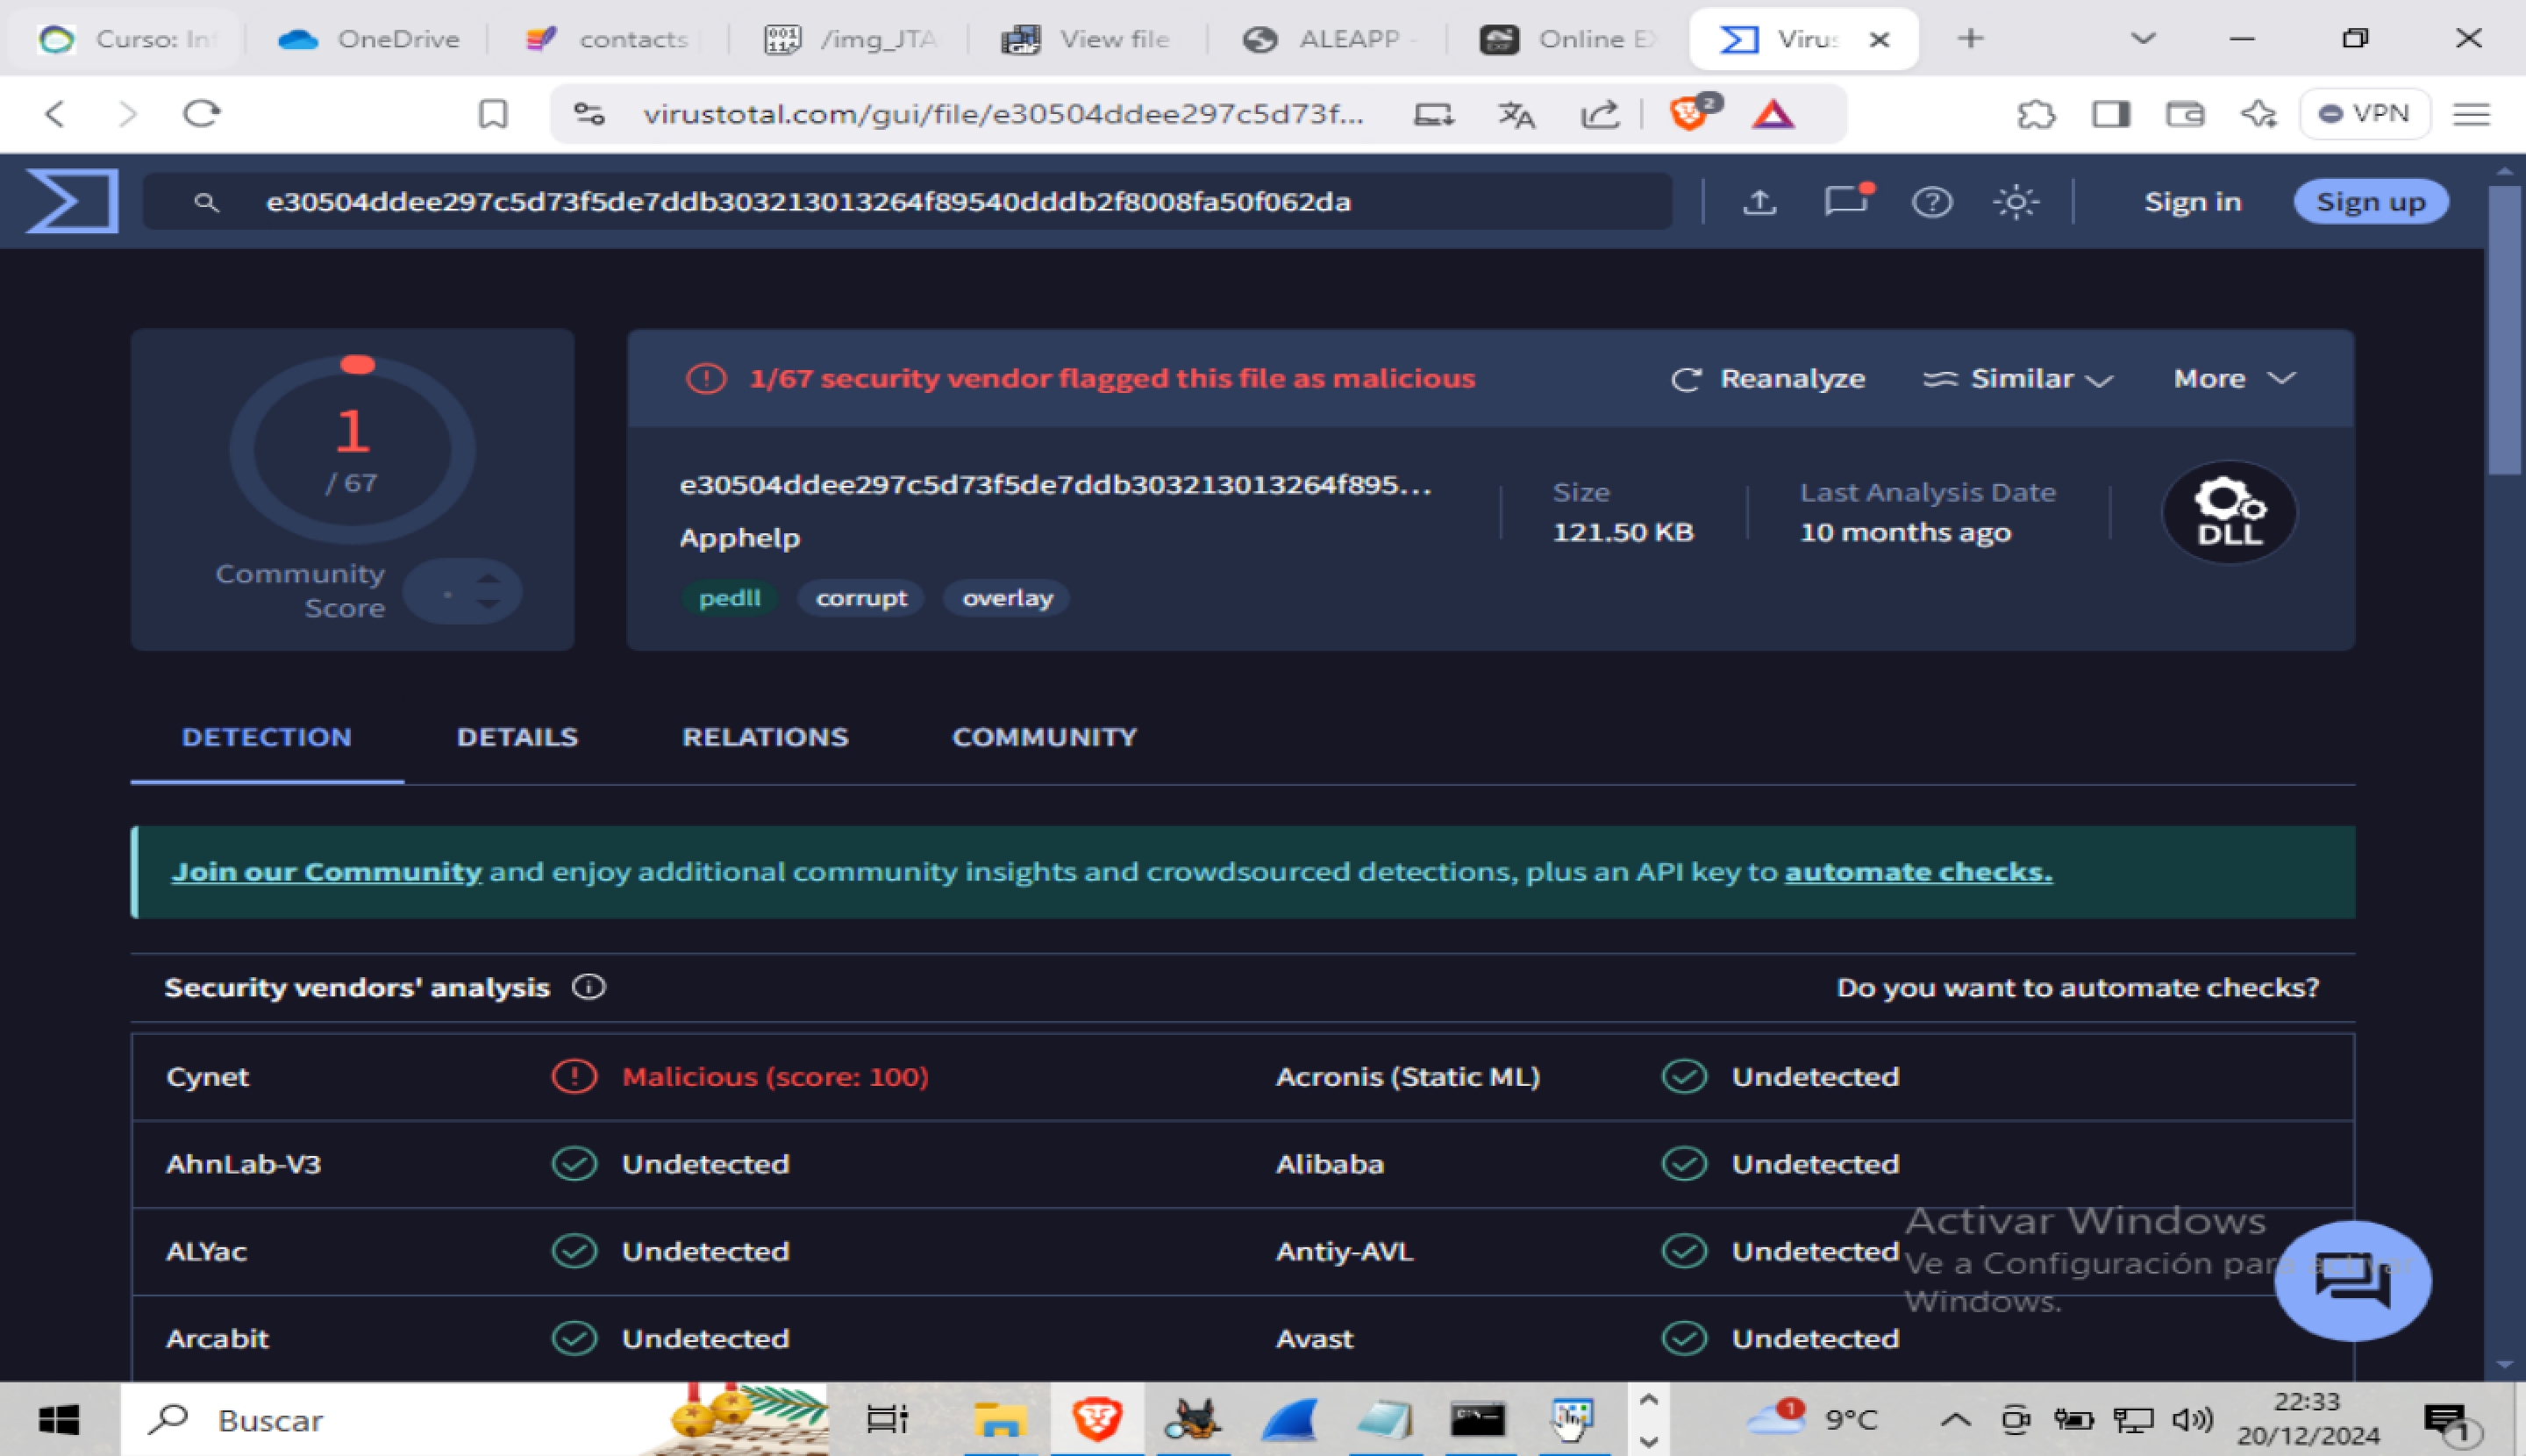 Curso: Int
OneDrive
contacts
/img_JTA
View file
ALEAPP -
Online EX
Virus
virustotal.com/gui/file/e30504ddee297c5d73f...
2
VPN
e30504ddee297c5d73f5de7ddb303213013264f89540dddb2f8008fa50f062da
Sign in
Sign up
1
/ 67
Community
Score
1/67 security vendor flagged this file as malicious
Reanalyze
Similar
More
e30504ddee297c5d73f5de7ddb303213013264f895...
Apphelp
pedll
corrupt
overlay
Size
121.50 KB
Last Analysis Date
10 months ago
DLL
DETECTION
DETAILS
RELATIONS
COMMUNITY
Join our Community and enjoy additional community insights and crowdsourced detections, plus an API key to automate checks.
Security vendors' analysis
Do you want to automate checks?
Cynet
Malicious (score: 100)
Acronis (Static ML)
Undetected
AhnLab-V3
Undetected
Alibaba
Undetected
ALYac
Undetected
Antiy-AVL
Undetected
Arcabit
Undetected
Avast
Undetected
Activar Windows
Ve a Configuración para activar
Windows.
Buscar
1
9°C
22:33
20/12/2024
1